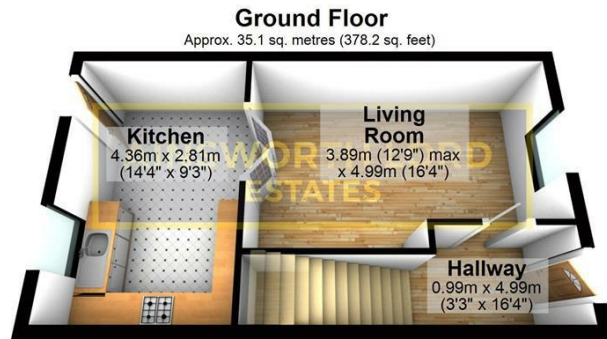 Ground Floor
Approx. 35.1 sq. metres (378.2 sq. feet)
Kitchen
4.36m x 2.81m
(14'4" x 9'3")
Living
Room
3.89m (12'9") max
x 4.99m (16'4")
ESTATES
Hallway
0.99m x 4.99m
(3'3" x 16'4")